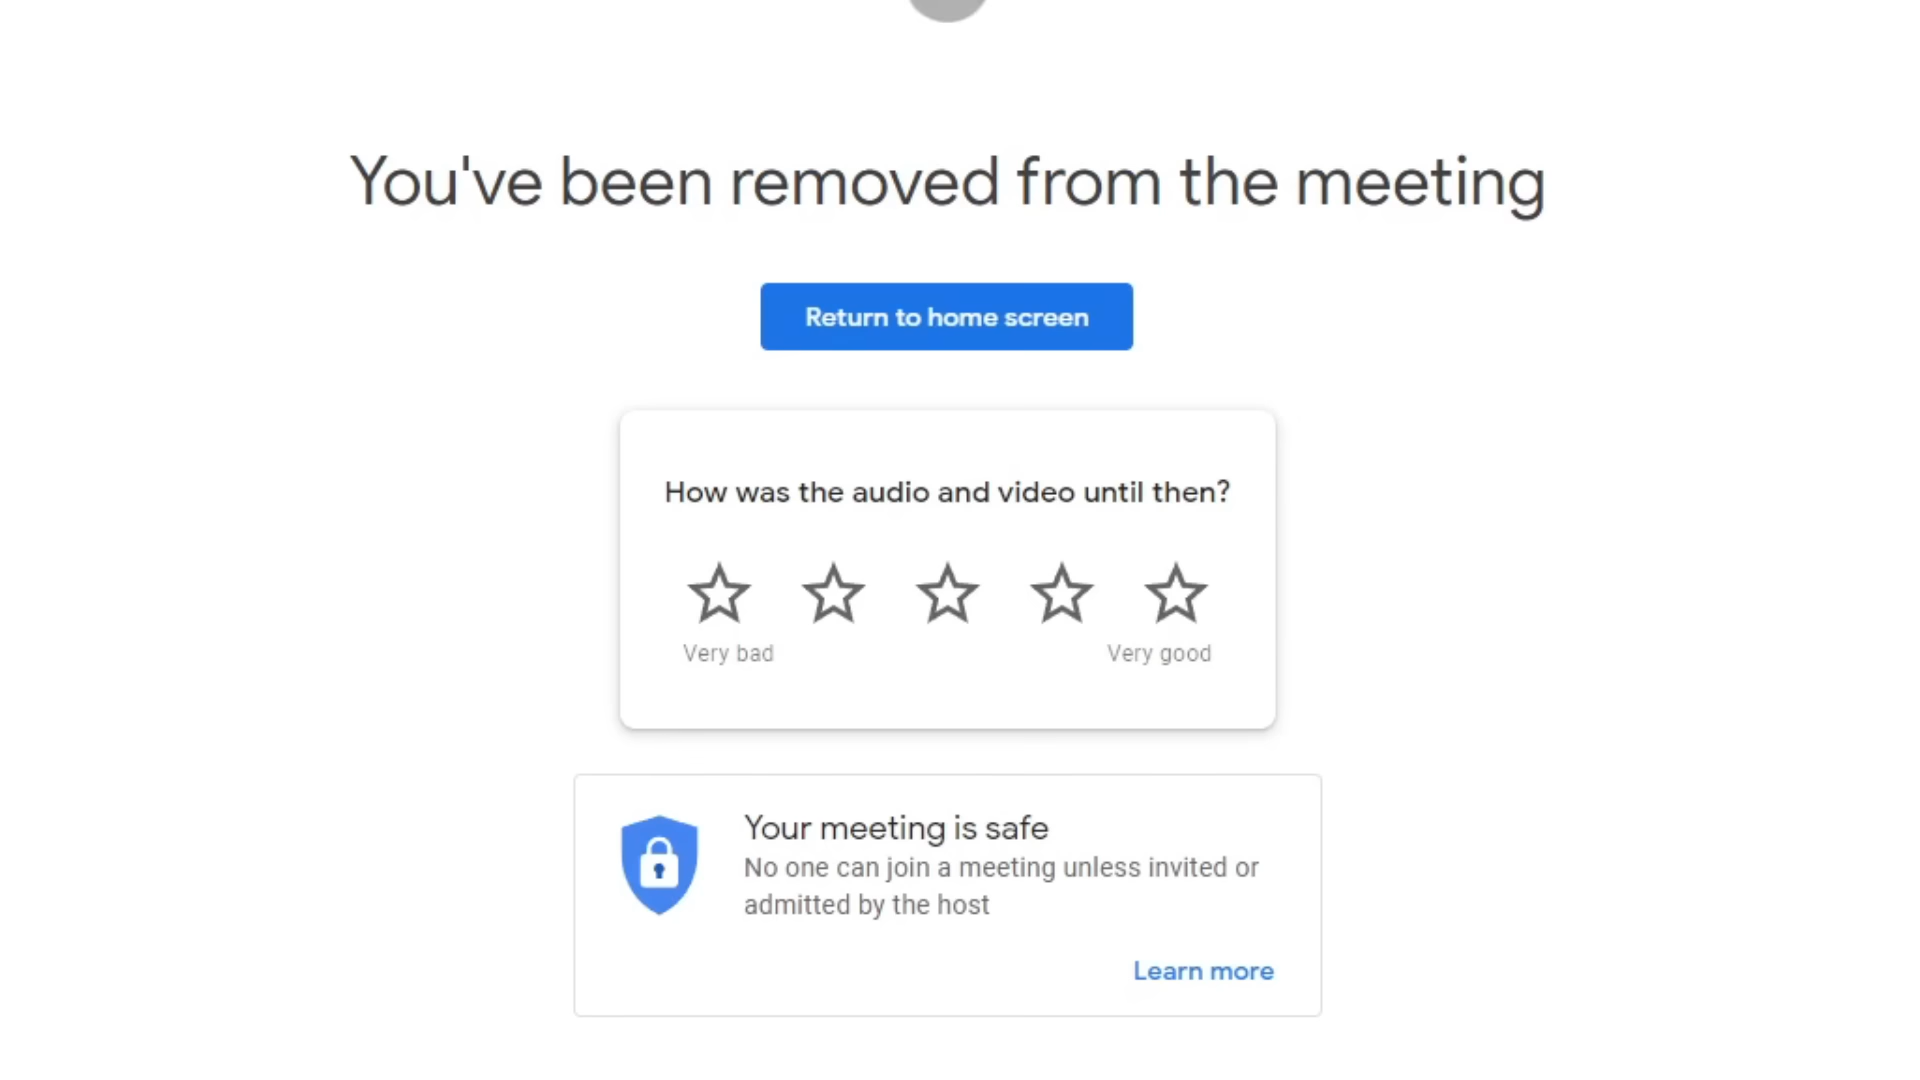 You've been removed from the meeting
Return to home screen
How was the audio and video until then?
Very bad
Very good
Your meeting is safe
No one can join a meeting unless invited or
admitted by the host
Learn more